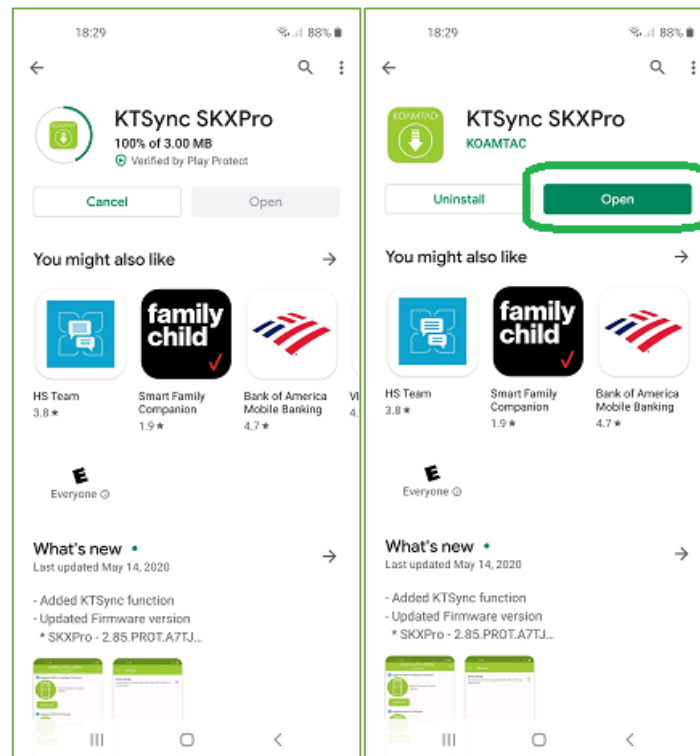 18:29
88%
KTSync SKXPro
100% of 3.00 MB
Verified by Play Protect
Cancel
Open
You might also like
family
child
HS Team
3.8★
Smart Family
Companion
1.9★
Bank of America
Mobile Banking
4.7★
VI
4.
E
Everyone
What's new •
Last updated May 14, 2020
- Added KTSync function
- Updated Firmware version
* SKXPro - 2.85.PROT.A7TJ...
18:29
88%
KOAMTAC
KTSync SKXPro
KOAMTAC
Uninstall
Open
You might also like
family
child
HS Team
3.8★
Smart Family
Companion
1.9★
Bank of America
Mobile Banking
4.7★
E
Everyone
What's new •
Last updated May 14, 2020
- Added KTSync function
- Updated Firmware version
* SKXPro - 2.85.PROT.A7TJ...